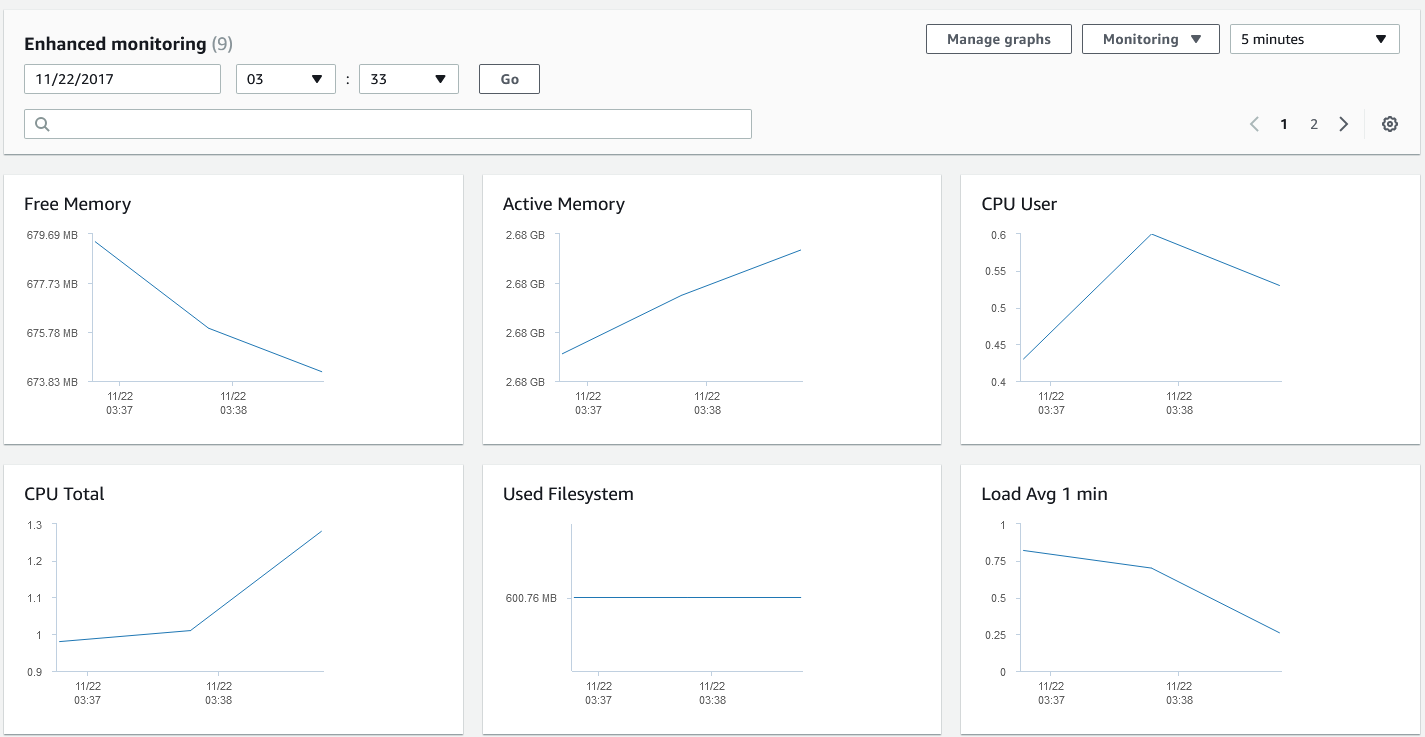 Enhanced monitoring (9)
Manage graphs
Monitoring
5 minutes
11/22/2017
03
:
33
Go
1
2
Free Memory
679.69 MB
677.73 MB
675.78 MB
673.83 MB
11/22
03:37
11/22
03:38
Active Memory
2.68 GB
2.68 GB
2.68 GB
2.68 GB
11/22
03:37
11/22
03:38
CPU User
0.6
0.55
0.5
0.45
0.4
11/22
03:37
11/22
03:38
CPU Total
1.3
1.2
1.1
1
0.9
11/22
03:37
11/22
03:38
Used Filesystem
600.76 MB
11/22
03:37
11/22
03:38
Load Avg 1 min
1
0.75
0.5
0.25
0
11/22
03:37
11/22
03:38